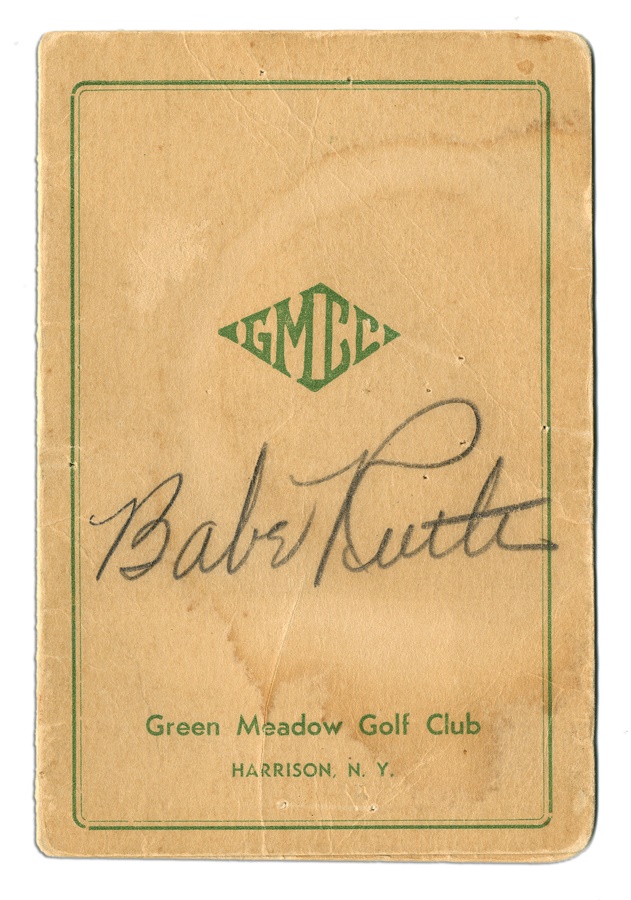 GMCC
Babe Ruth
Green Meadow Golf Club
HARRISON, N. Y.